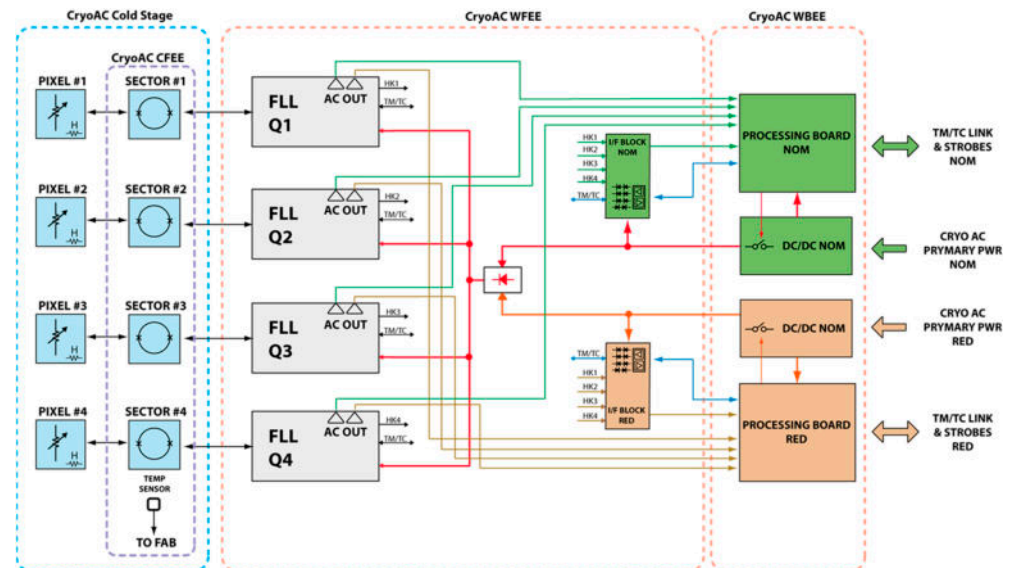 CryoAC Cold Stage
CryoAC WFEE
CryoAC WBEE
CryoAC CFEE
PIXEL #1
SECTOR #1
H
FLL
Q1
AC OUT
HK1
TM/TC
PIXEL #2
SECTOR #2
H
FLL
Q2
AC OUT
HK2
TM/TC
PIXEL #3
SECTOR #3
H
FLL
Q3
AC OUT
HK3
TM/TC
PIXEL #4
SECTOR #4
H
FLL
Q4
AC OUT
HK4
TM/TC
TEMP
SENSOR
TO FAB
HK1
HK2
HK3
HK4
TM/TC
I/F BLOCK
NOM
TM/TC
HK1
HK2
HK3
HK4
I/F BLOCK
RED
PROCESSING BOARD
NOM
DC/DC NOM
DC/DC NOM
PROCESSING BOARD
RED
TM/TC LINK
& STROBES
NOM
CRYO AC
PRYMARY PWR
NOM
CRYO AC
PRYMARY PWR
RED
TM/TC LINK
& STROBES
RED